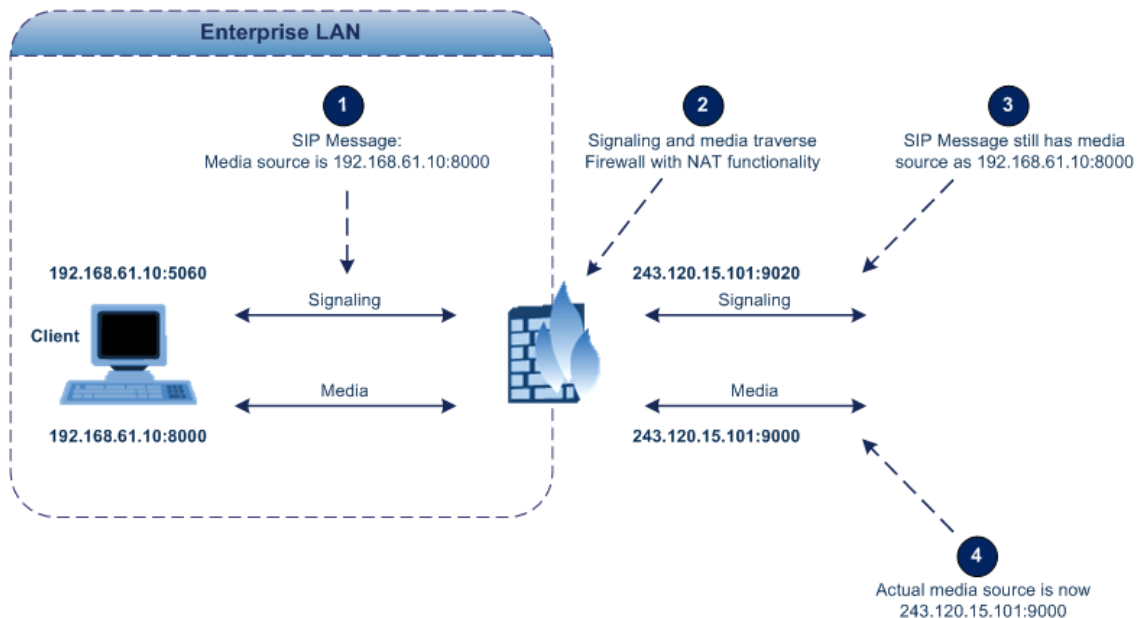 Enterprise LAN
1
SIP Message:
Media source is 192.168.61.10:8000
2
Signaling and media traverse
Firewall with NAT functionality
3
SIP Message still has media
source as 192.168.61.10:8000
192.168.61.10:5060
Signaling
243.120.15.101:9020
Signaling
Client
Media
192.168.61.10:8000
Media
243.120.15.101:9000
4
Actual media source is now
243.120.15.101:9000